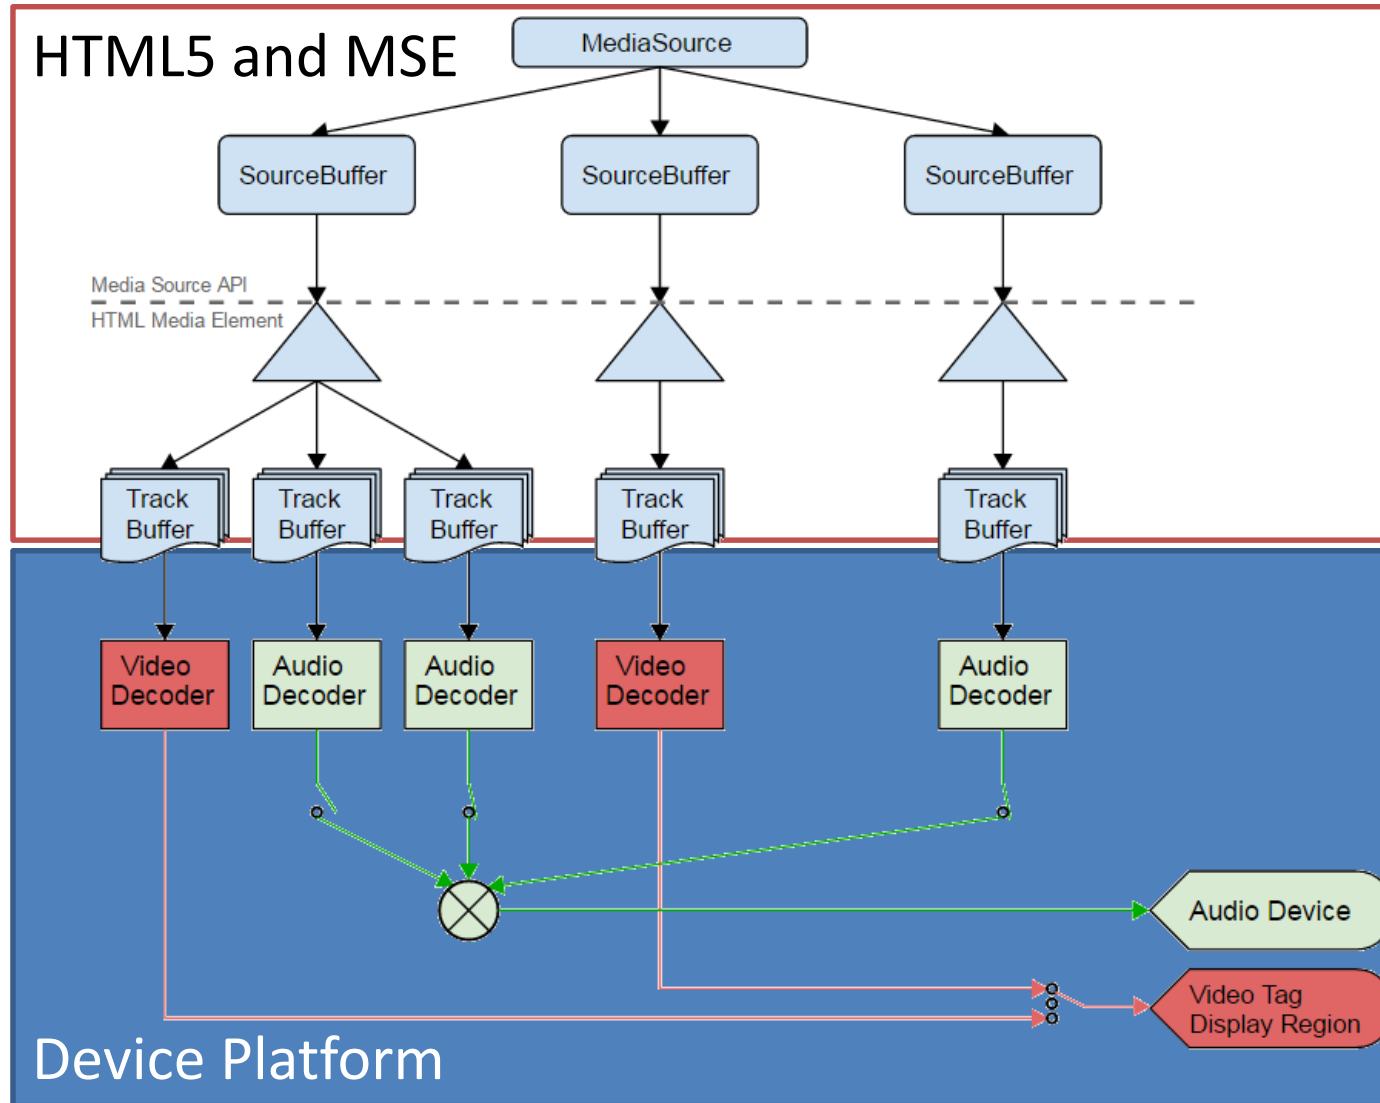 HTML5 and MSE
MediaSource
SourceBuffer
SourceBuffer
SourceBuffer
Media Source API
HTML Media Element
Track
Buffer
Track
Buffer
Track
Buffer
Track
Buffer
Track
Buffer
Video
Decoder
Audio
Decoder
Audio
Decoder
Video
Decoder
Audio
Decoder
Audio Device
Video Tag
Display Region
Device Platform